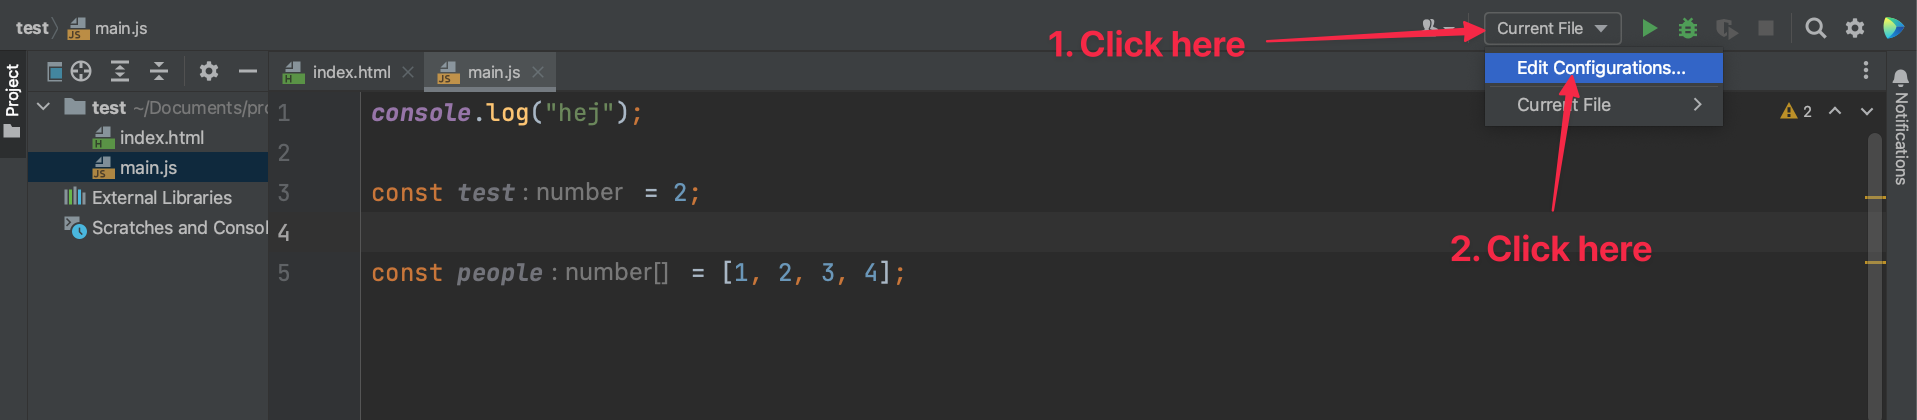 test main.js
1. Click here
Current File
Project
index.html
main.js
Edit Configurations...
Current File
2
Notifications
test ~/Documents/pro
index.html
main.js
External Libraries
Scratches and Consol
1 console.log("hej");
2
3 const test : number = 2;
4
5 const people : number[] = [1, 2, 3, 4];
2. Click here